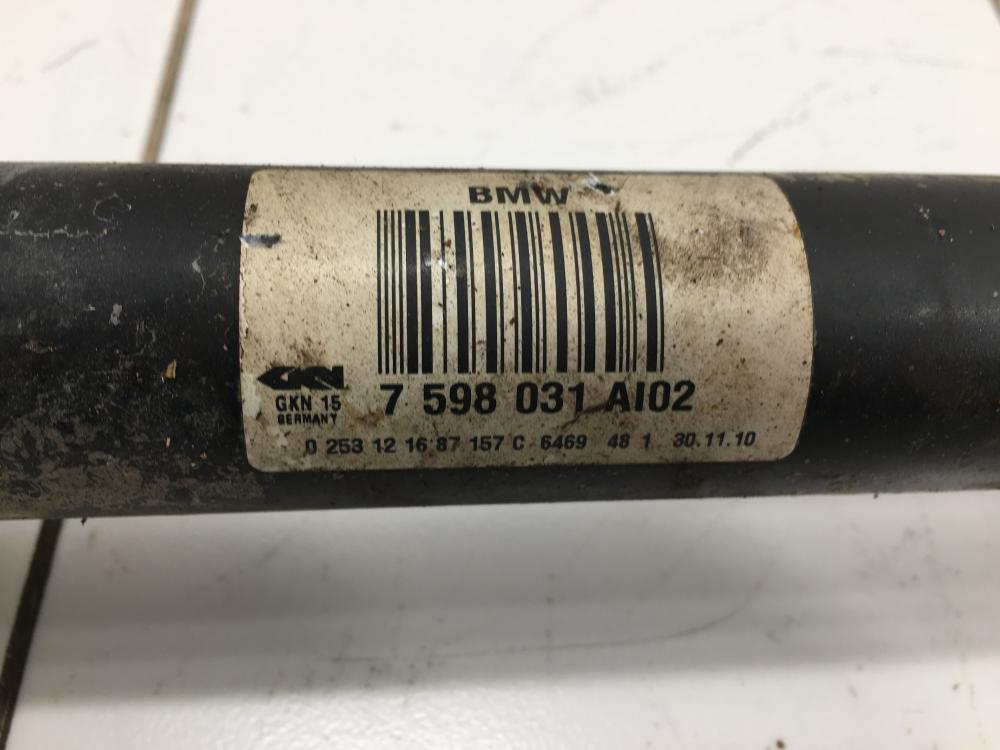 BMW
GKN
GKN 15
GERMANY
7 598 031 AI02
0 253 12 16 87 157 C 6469 48 1 30.11.10